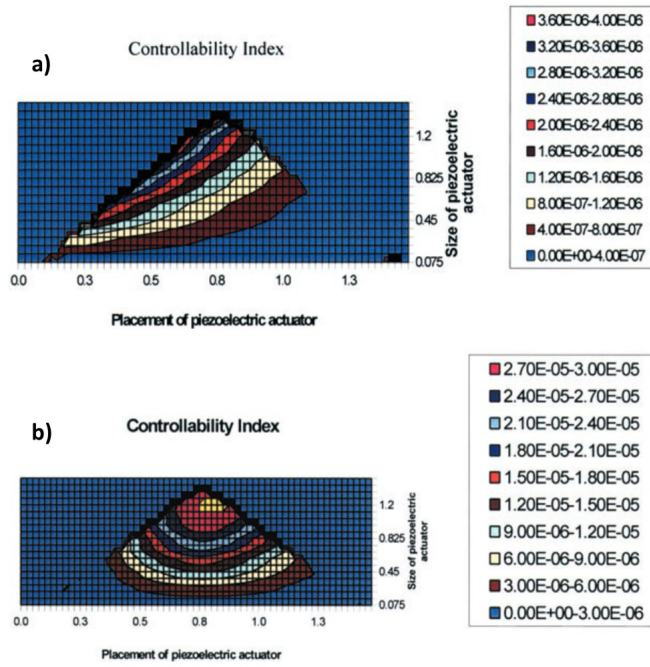 Controllability Index
a)
1.2
0.825
0.45
0.075
Size of piezoelectric
actuator
0.0 0.3 0.5 0.8 1.0 1.3
Placement of piezoelectric actuator
3.60E-06-4.00E-06
3.20E-06-3.60E-06
2.80E-06-3.20E-06
2.40E-06-2.80E-06
2.00E-06-2.40E-06
1.60E-06-2.00E-06
1.20E-06-1.60E-06
8.00E-07-1.20E-06
4.00E-07-8.00E-07
0.00E+00-4.00E-07
b)
Controllability Index
1.2
0.825
0.45
0.075
Size of piezoelectric
actuator
0.0 0.3 0.5 0.8 1.0 1.3
Placement of piezoelectric actuator
2.70E-05-3.00E-05
2.40E-05-2.70E-05
2.10E-05-2.40E-05
1.80E-05-2.10E-05
1.50E-05-1.80E-05
1.20E-05-1.50E-05
9.00E-06-1.20E-05
6.00E-06-9.00E-06
3.00E-06-6.00E-06
0.00E+00-3.00E-06